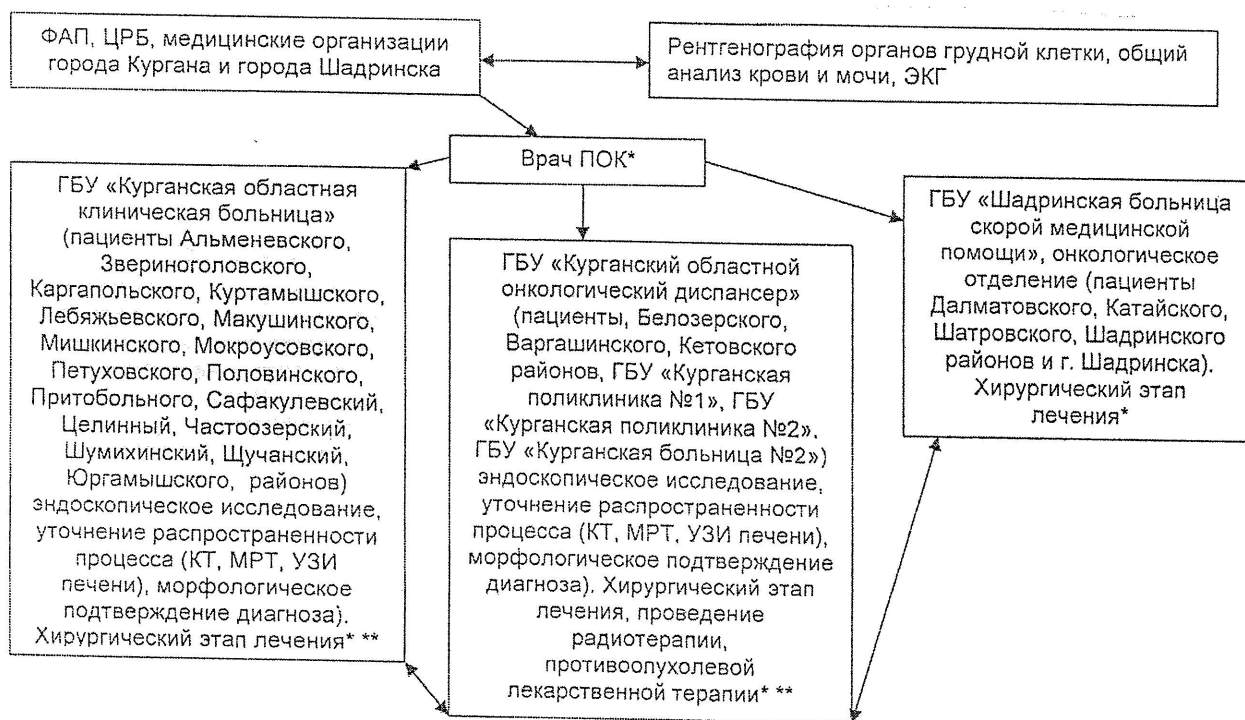 ФАП, ЦРБ, медицинские организации
города Кургана и города Шадринска
Рентгенография органов грудной клетки, общий
анализ крови и мочи, ЭКГ
Врач ПОК*
ГБУ «Курганская областная
клиническая больница»
(пациенты Альменевского,
Звериноголовского,
Каргапольского, Куртамышского,
Лебяжьевского, Макушинского,
Мишкинского, Мокроусовского,
Петуховского, Половинского,
Притобольного, Сафакулевский,
Целинный, Частоозерский,
Шумихинский, Щучанский,
Юргамышского, районов)
эндоскопическое исследование,
уточнение распространенности
процесса (КТ, МРТ, УЗИ
печени), морфологическое
подтверждение диагноза).
Хирургический этап лечения* **
ГБУ «Курганский областной
онкологический диспансер»
(пациенты, Белозерского,
Варгашинского, Кетовского
районов, ГБУ «Курганская
поликлиника №1», ГБУ
«Курганская поликлиника №2»,
ГБУ «Курганская больница №2»)
эндоскопическое исследование,
уточнение распространенности
процесса (КТ, МРТ, УЗИ печени),
морфологическое подтверждение
диагноза). Хирургический этап
лечения, проведение
радиотерапии,
противоопухолевой
лекарственной терапии* **
ГБУ «Шадринская больница
скорой медицинской
помощи», онкологическое
отделение (пациенты
Далматовского, Катайского,
Шатровского, Шадринского
районов и г. Шадринска).
Хирургический этап
лечения*